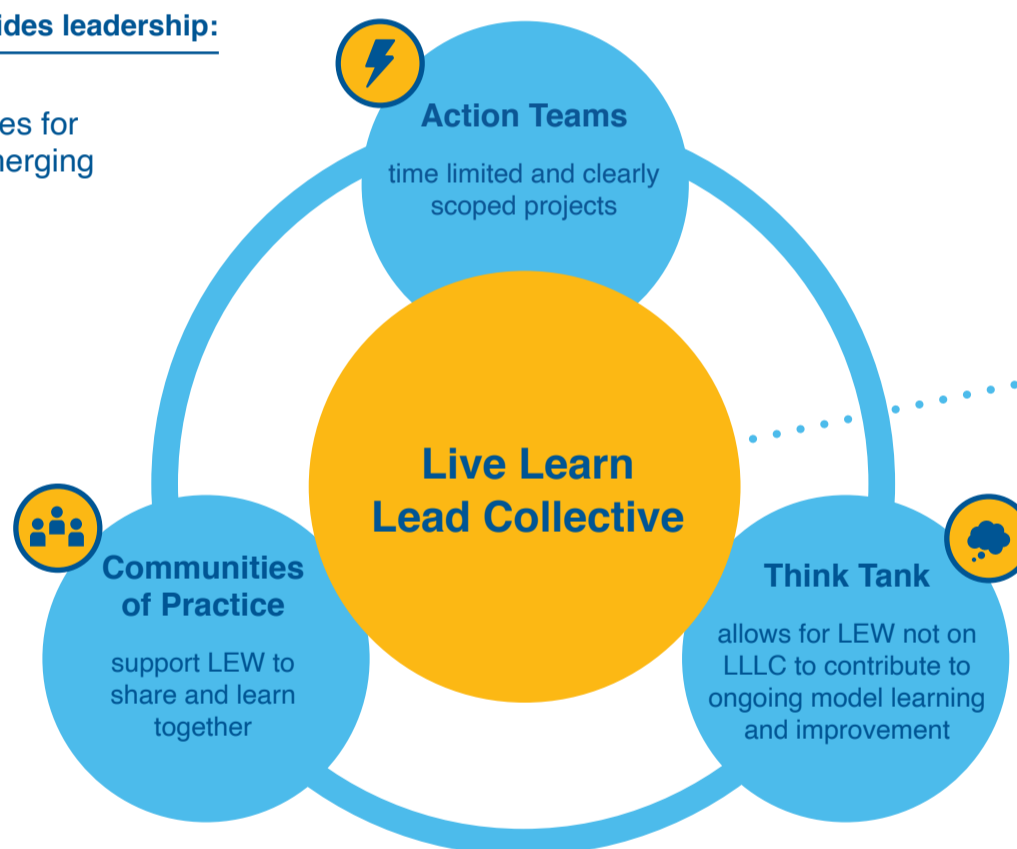 ides leadership:
es for
nerging
Action Teams
time limited and clearly
scoped projects
Live Learn
Lead Collective
Communities
of Practice
support LEW to
share and learn
together
Think Tank
allows for LEW not on
LLLC to contribute to
ongoing model learning
and improvement